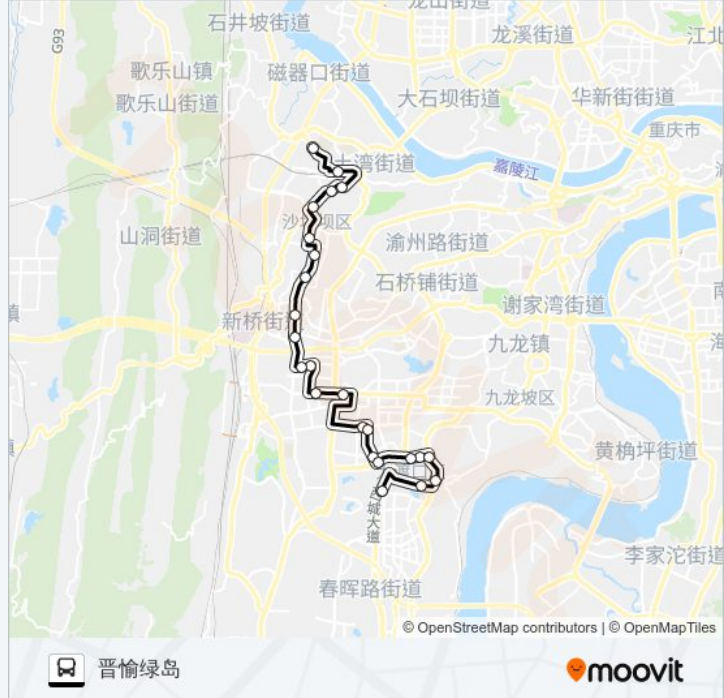 龙山街道
石井坡街道
龙溪街道
江北
G93
歌乐山镇
磁器口街道
歌乐山街道
大石坝街道
华新街街道
重庆市
土湾街道
嘉陵江
沙坪坝区
山洞街道
渝州路街道
石桥铺街道
谢家湾街道
新桥街道
九龙镇
九龙坡区
黄桷坪街道
西城大道
李家沱街道
春晖路街道
© OpenStreetMap contributors | © OpenMapTiles
晋愉绿岛
moovit